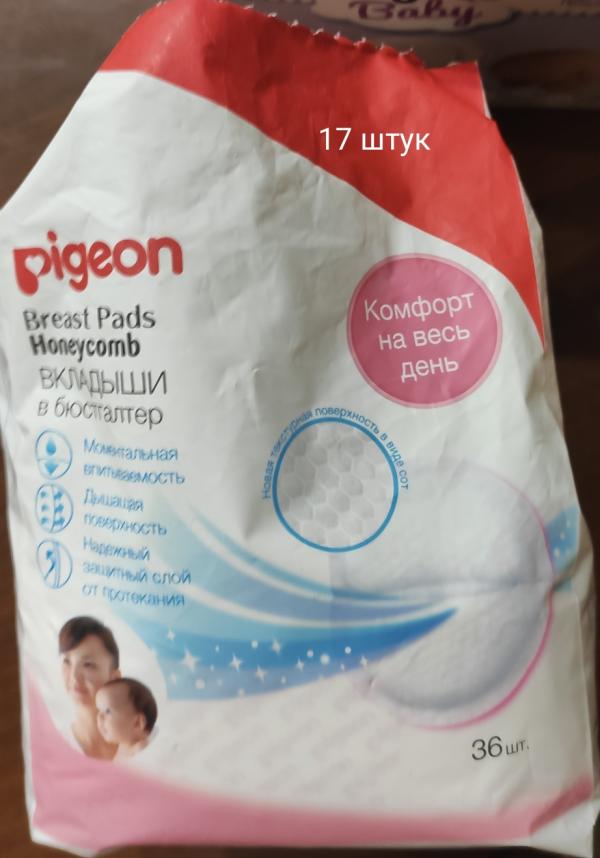 Baby
17 штук
pigeon
Breast Pads
Honeycomb
ВКЛАДЫШИ
в бюстгалтер
Комфорт
на весь
день
Новая текстурная поверхность в виде сот
Моментальная
впитываемость
Дышащая
поверхность
Надежный
защитный слой
от протекания
36 шт.